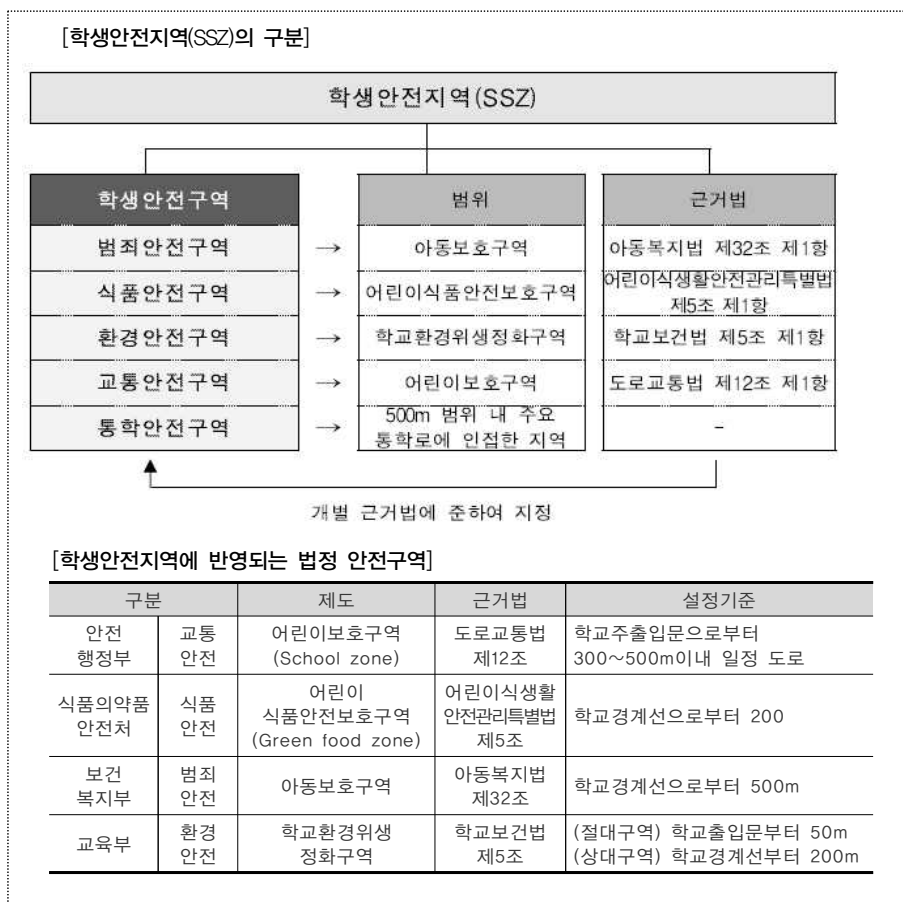 [학생안전지역(SSZ)의 구분]
학생안전지역(SSZ)
학생안전구역 범위 근거법
범죄안전구역 → 아동보호구역 아동복지법 제32조 제1항
식품안전구역 → 어린이식품안전보호구역 어린이식생활안전관리특별법
제5조 제1항
환경안전구역 → 학교환경위생정화구역 학교보건법 제5조 제1항
교통안전구역 → 어린이보호구역 도로교통법 제12조 제1항
통학안전구역 → 500m 범위 내 주요 -
통학로에 인접한 지역
개별 근거법에 준하여 지정
[학생안전지역에 반영되는 법정 안전구역]
구분 제도 근거법 설정기준
안전 교통 어린이보호구역 도로교통법 학교주출입문으로부터
행정부 안전 (School zone) 제12조 300~500m이내 일정 도로
어린이 어린이식생활
식품의약품 식품 식품안전보호구역 안전관리특별법 학교경계선으로부터 200
안전처 안전 (Green food zone) 제5조
보건 범죄 아동보호구역 아동복지법 학교경계선으로부터 500m
복지부 안전 제32조
교육부 환경 학교환경위생 학교보건법 (절대구역) 학교출입문부터 50m
안전 정화구역 제5조 (상대구역) 학교경계선부터 200m